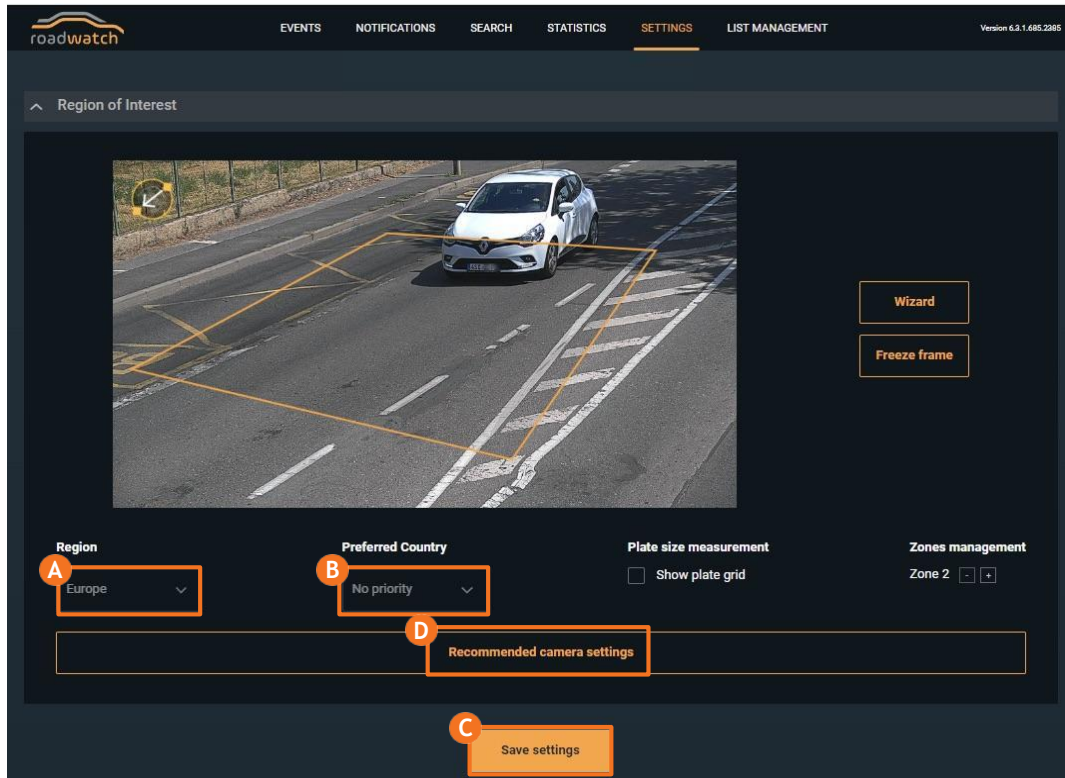 roadwatch
EVENTS NOTIFICATIONS SEARCH STATISTICS SETTINGS LIST MANAGEMENT Version 6.3.1.685.2385
Region of Interest
Wizard
Freeze frame
Region Preferred Country Plate size measurement Zones management
A B
Europe No priority Show plate grid Zone 2 - +
D
Recommended camera settings
C
Save settings